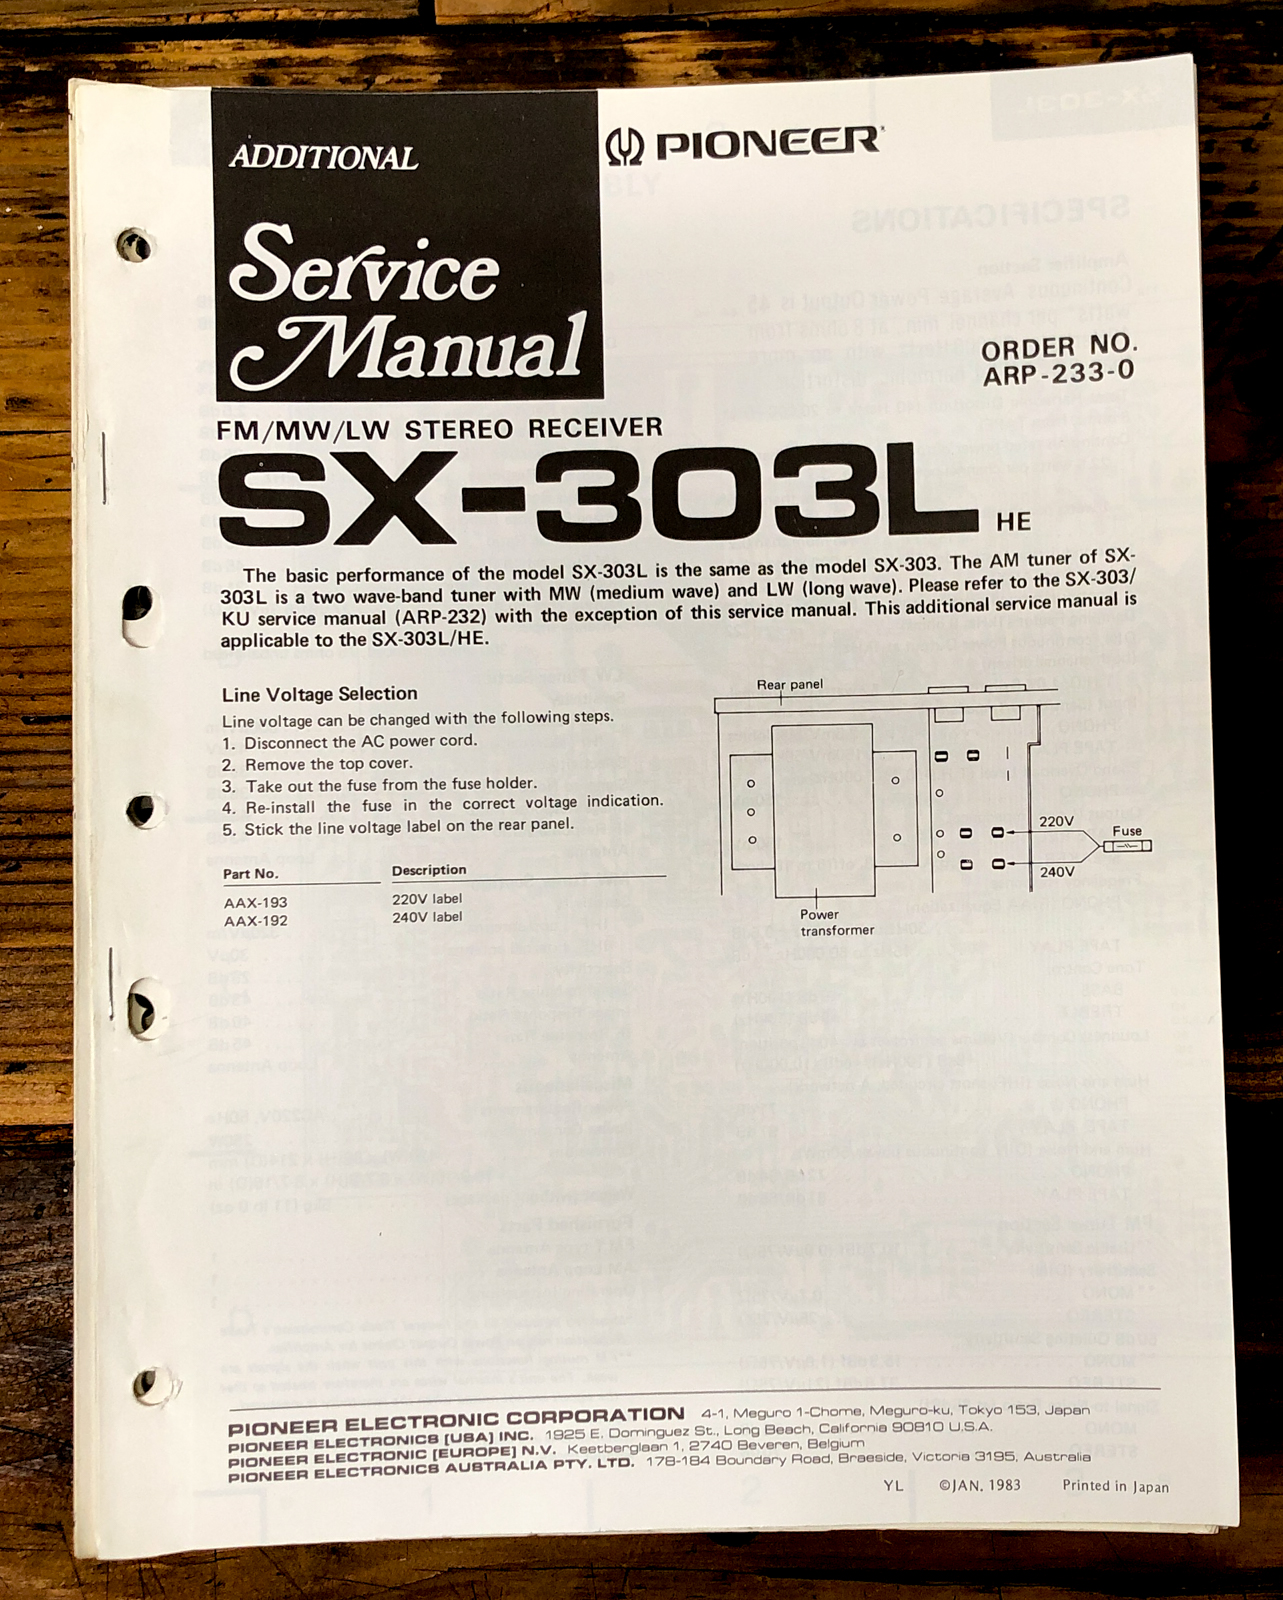 ADDITIONAL
Service
Manual
PIONEER
ORDER NO.
ARP-233-0
FM/MW/LW STEREO RECEIVER
SX-303L HE
The basic performance of the model SX-303L is the same as the model SX-303. The AM tuner of SX-
303L is a two wave-band tuner with MW (medium wave) and LW (long wave). Please refer to the SX-303/
KU service manual (ARP-232) with the exception of this service manual. This additional service manual is
applicable to the SX-303L/HE.
Line Voltage Selection
Line voltage can be changed with the following steps.
1. Disconnect the AC power cord.
2. Remove the top cover.
3. Take out the fuse from the fuse holder.
4. Re-install the fuse in the correct voltage indication.
5. Stick the line voltage label on the rear panel.
Part No. Description
AAX-193 220V label
AAX-192 240V label
Rear panel
220V
Fuse
240V
Power
transformer
PIONEER ELECTRONIC CORPORATION 4-1, Meguro 1-Chome, Meguro-ku, Tokyo 153, Japan
PIONEER ELECTRONICS [USA] INC. 1925 E. Dominguez St., Long Beach, California 90810 U.S.A.
PIONEER ELECTRONIC [EUROPE] N.V. Keetberglaan 1, 2740 Beveren, Belgium
PIONEER ELECTRONICS AUSTRALIA PTY. LTD. 178-184 Boundary Road, Braeside, Victoria 3195, Australia
YL ©JAN. 1983 Printed in Japan